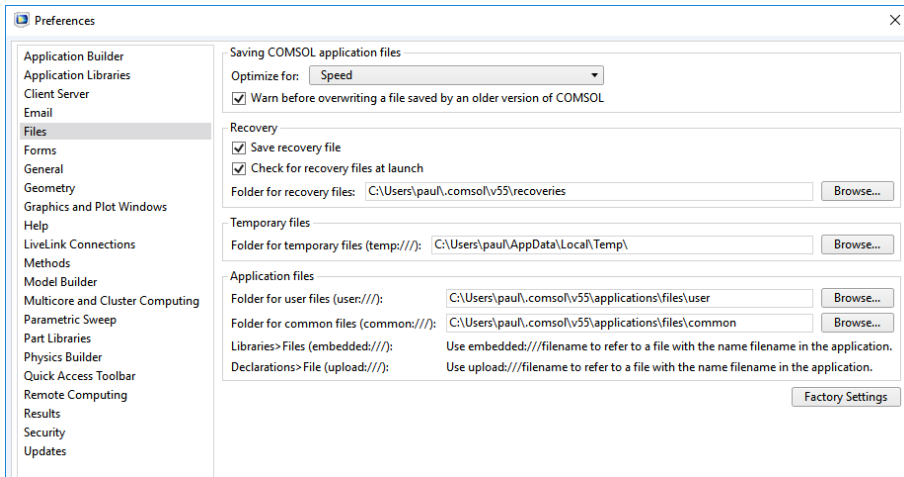 Preferences
Application Builder
Application Libraries
Client Server
Email
Files
Forms
General
Geometry
Graphics and Plot Windows
Help
LiveLink Connections
Methods
Model Builder
Multicore and Cluster Computing
Parametric Sweep
Part Libraries
Physics Builder
Quick Access Toolbar
Remote Computing
Results
Security
Updates
Saving COMSOL application files
Optimize for: Speed
Warn before overwriting a file saved by an older version of COMSOL
Recovery
Save recovery file
Check for recovery files at launch
Folder for recovery files: C:\Users\paul\.comsol\v55\recoveries Browse...
Temporary files
Folder for temporary files (temp:///): C:\Users\paul\AppData\Local\Temp\ Browse...
Application files
Folder for user files (user:///): C:\Users\paul\.comsol\v55\applications\files\user Browse...
Folder for common files (common:///): C:\Users\paul\.comsol\v55\applications\files\common Browse...
Libraries>Files (embedded:///): Use embedded:///filename to refer to a file with the name filename in the application.
Declarations>File (upload:///): Use upload:///filename to refer to a file with the name filename in the application.
Factory Settings